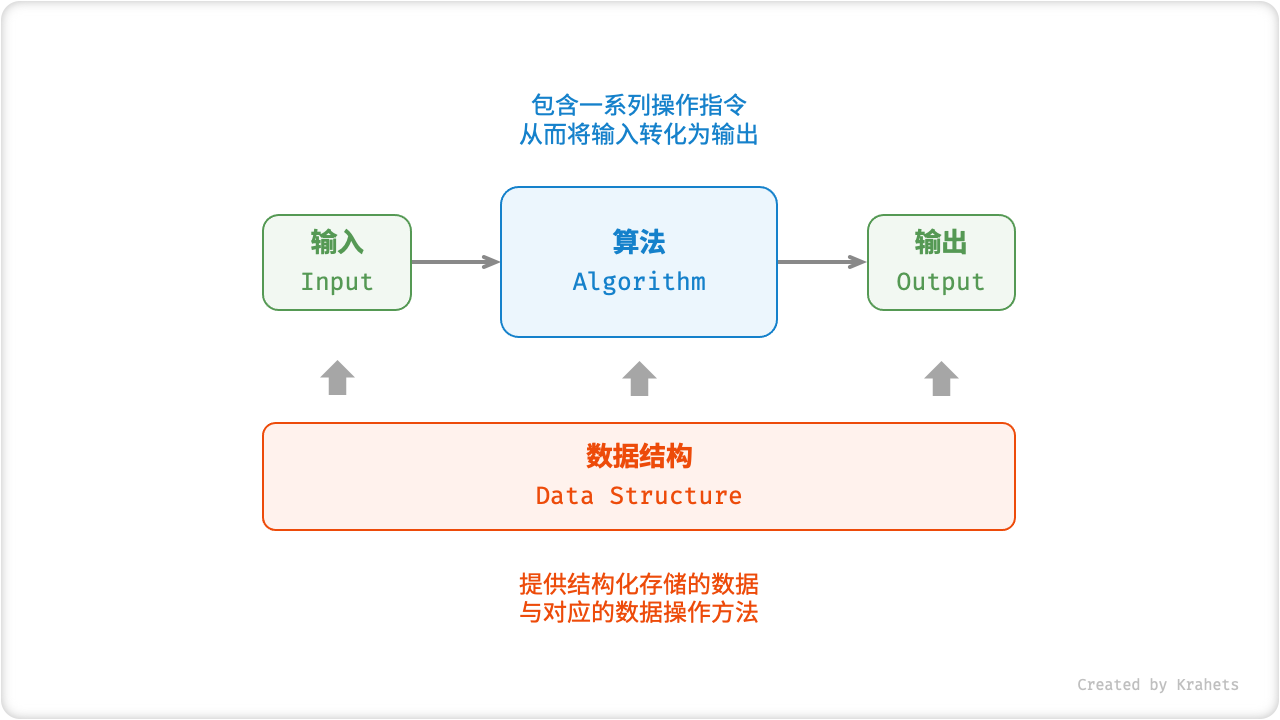 包含一系列操作指令
从而将输入转化为输出
输入
Input
算法
Algorithm
输出
Output
数据结构
Data Structure
提供结构化存储的数据
与对应的数据操作方法
Created by Krahets